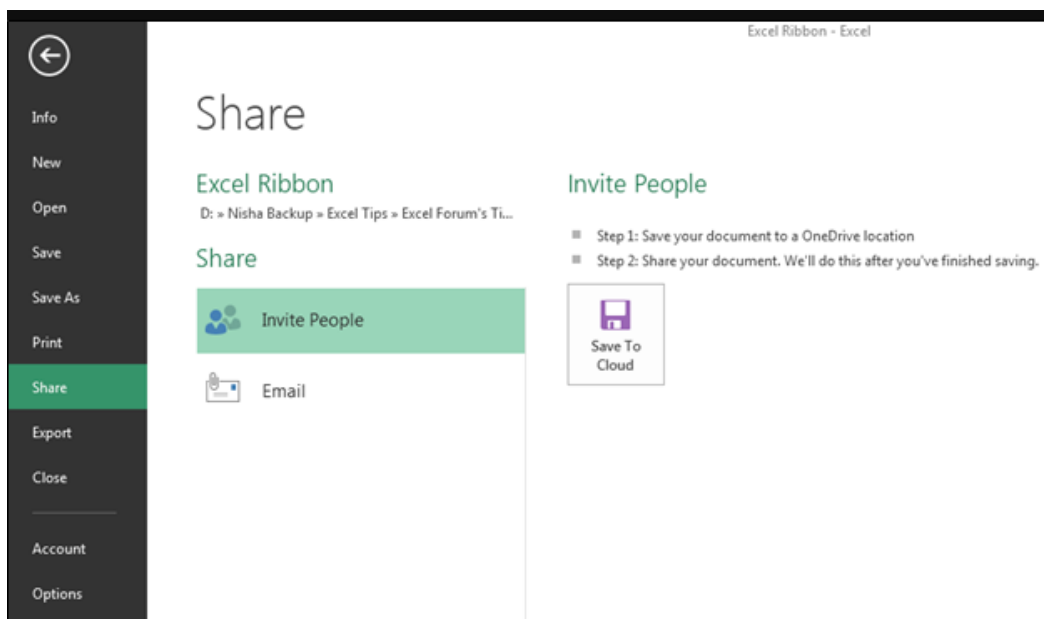 Excel Ribbon - Excel
Info
New
Open
Save
Save As
Print
Share
Export
Close
Account
Options
Share
Excel Ribbon
D: » Nisha Backup » Excel Tips » Excel Forum's Ti...
Share
Invite People
Email
Invite People
Step 1: Save your document to a OneDrive location
Step 2: Share your document. We'll do this after you've finished saving.
Save To
Cloud